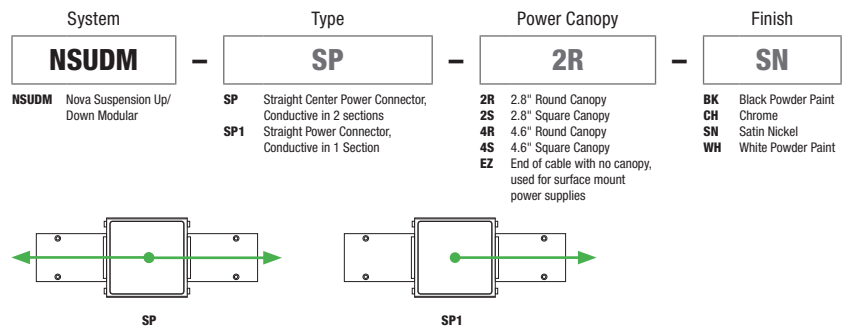 System
Type
Power Canopy
Finish
NSUDM – SP – 2R – SN
NSUDM Nova Suspension Up/
Down Modular
SP Straight Center Power Connector,
Conductive in 2 sections
SP1 Straight Power Connector,
Conductive in 1 Section
2R 2.8" Round Canopy
2S 2.8" Square Canopy
4R 4.6" Round Canopy
4S 4.6" Square Canopy
EZ End of cable with no canopy,
used for surface mount
power supplies
BK Black Powder Paint
CH Chrome
SN Satin Nickel
WH White Powder Paint
SP
SP1